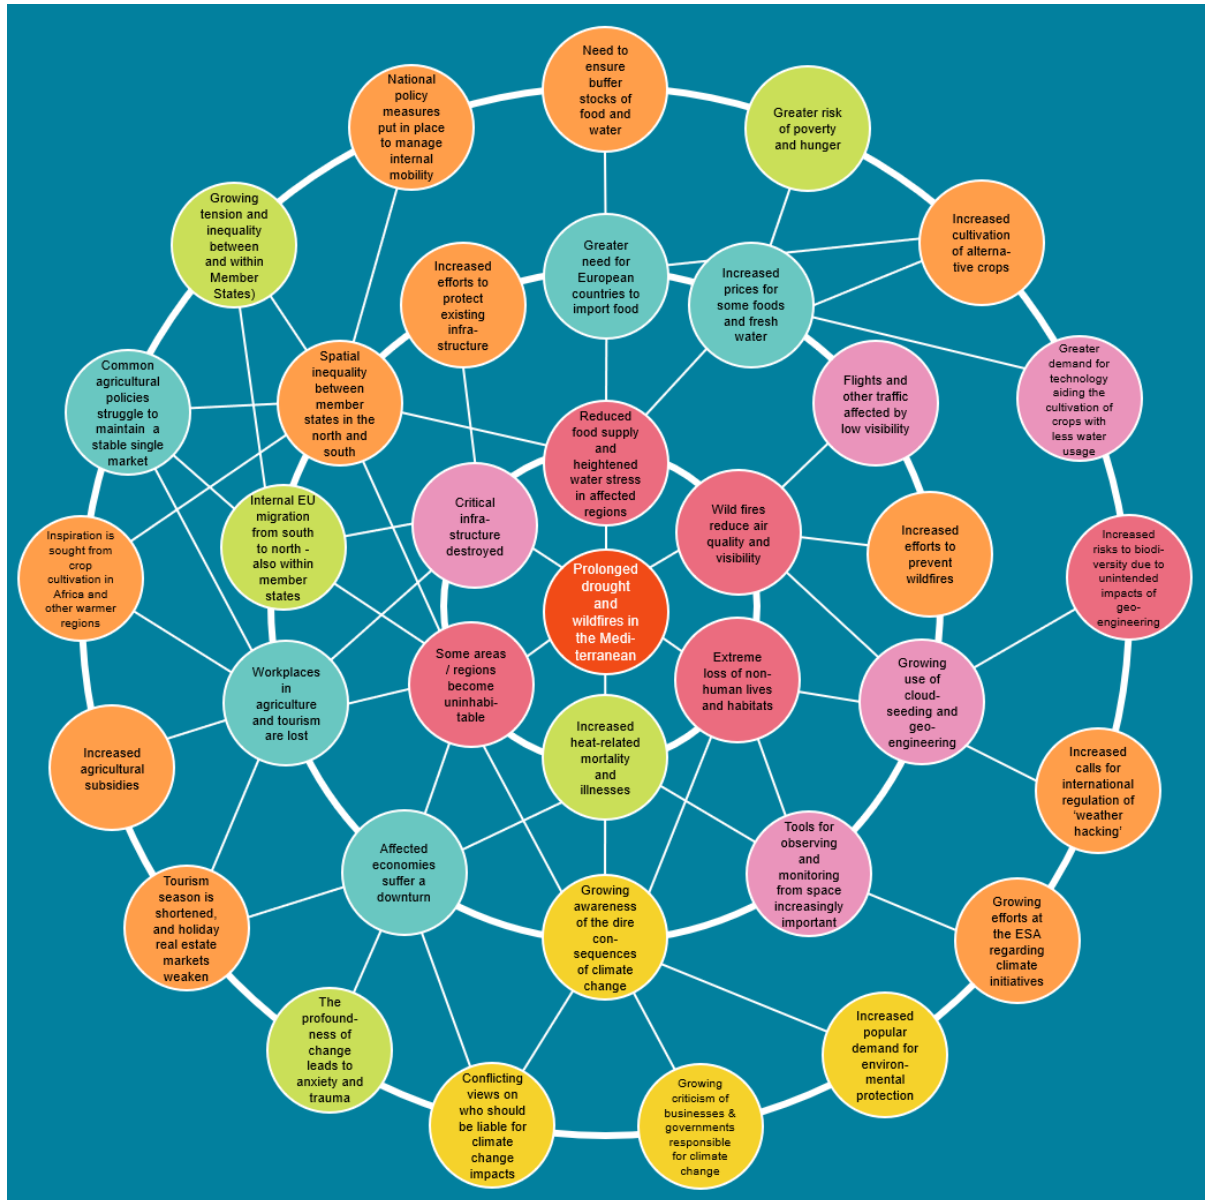 Need to
ensure
buffer
stocks of
food and
water
National
policy
measures
put in place
to manage
internal
mobility
Greater risk
of poverty
and hunger
Growing
tension and
inequality
between
and within
Member
States)
Increased
cultivation
of alterna-
tive crops
Increased
efforts to
protect
existing
infra-
structure
Greater
need for
European
countries to
import food
Increased
prices for
some foods
and fresh
water
Common
agricultural
policies
struggle to
maintain a
stable single
market
Spatial
inequality
between
member
states in the
north and
south
Reduced
food supply
and
heightened
water stress
in affected
regions
Flights and
other traffic
affected by
low visibility
Greater
demand for
technology
aiding the
cultivation of
crops with
less water
usage
Inspiration is
sought from
crop
cultivation in
Africa and
other warmer
regions
Internal EU
migration
from south
to north -
also within
member
states
Critical
infra-
structure
destroyed
Wild fires
reduce air
quality and
visibility
Increased
efforts to
prevent
wildfires
Increased
risks to biodi-
versity due to
unintended
impacts of
geo-
engineering
Prolonged
drought
and
wildfires in
the Medi-
terranean
Workplaces
in
agriculture
and tourism
are lost
Some areas
/ regions
become
uninhabi-
table
Extreme
loss of non-
human lives
and habitats
Growing
use of
cloud-
seeding and
geo-
engineering
Increased
agricultural
subsidies
Increased
heat-related
mortality
and
illnesses
Increased
calls for
international
regulation of
‘weather
hacking’
Affected
economies
suffer a
downturn
Tools for
observing
and
monitoring
from space
increasingly
important
Tourism
season is
shortened,
and holiday
real estate
markets
weaken
Growing
awareness
of the dire
con-
sequences
of climate
change
Growing
efforts at
the ESA
regarding
climate
initiatives
The
profound-
ness of
change
leads to
anxiety and
trauma
Increased
popular
demand for
environ-
mental
protection
Conflicting
views on
who should
be liable for
climate
change
impacts
Growing
criticism of
businesses &
governments
responsible
for climate
change